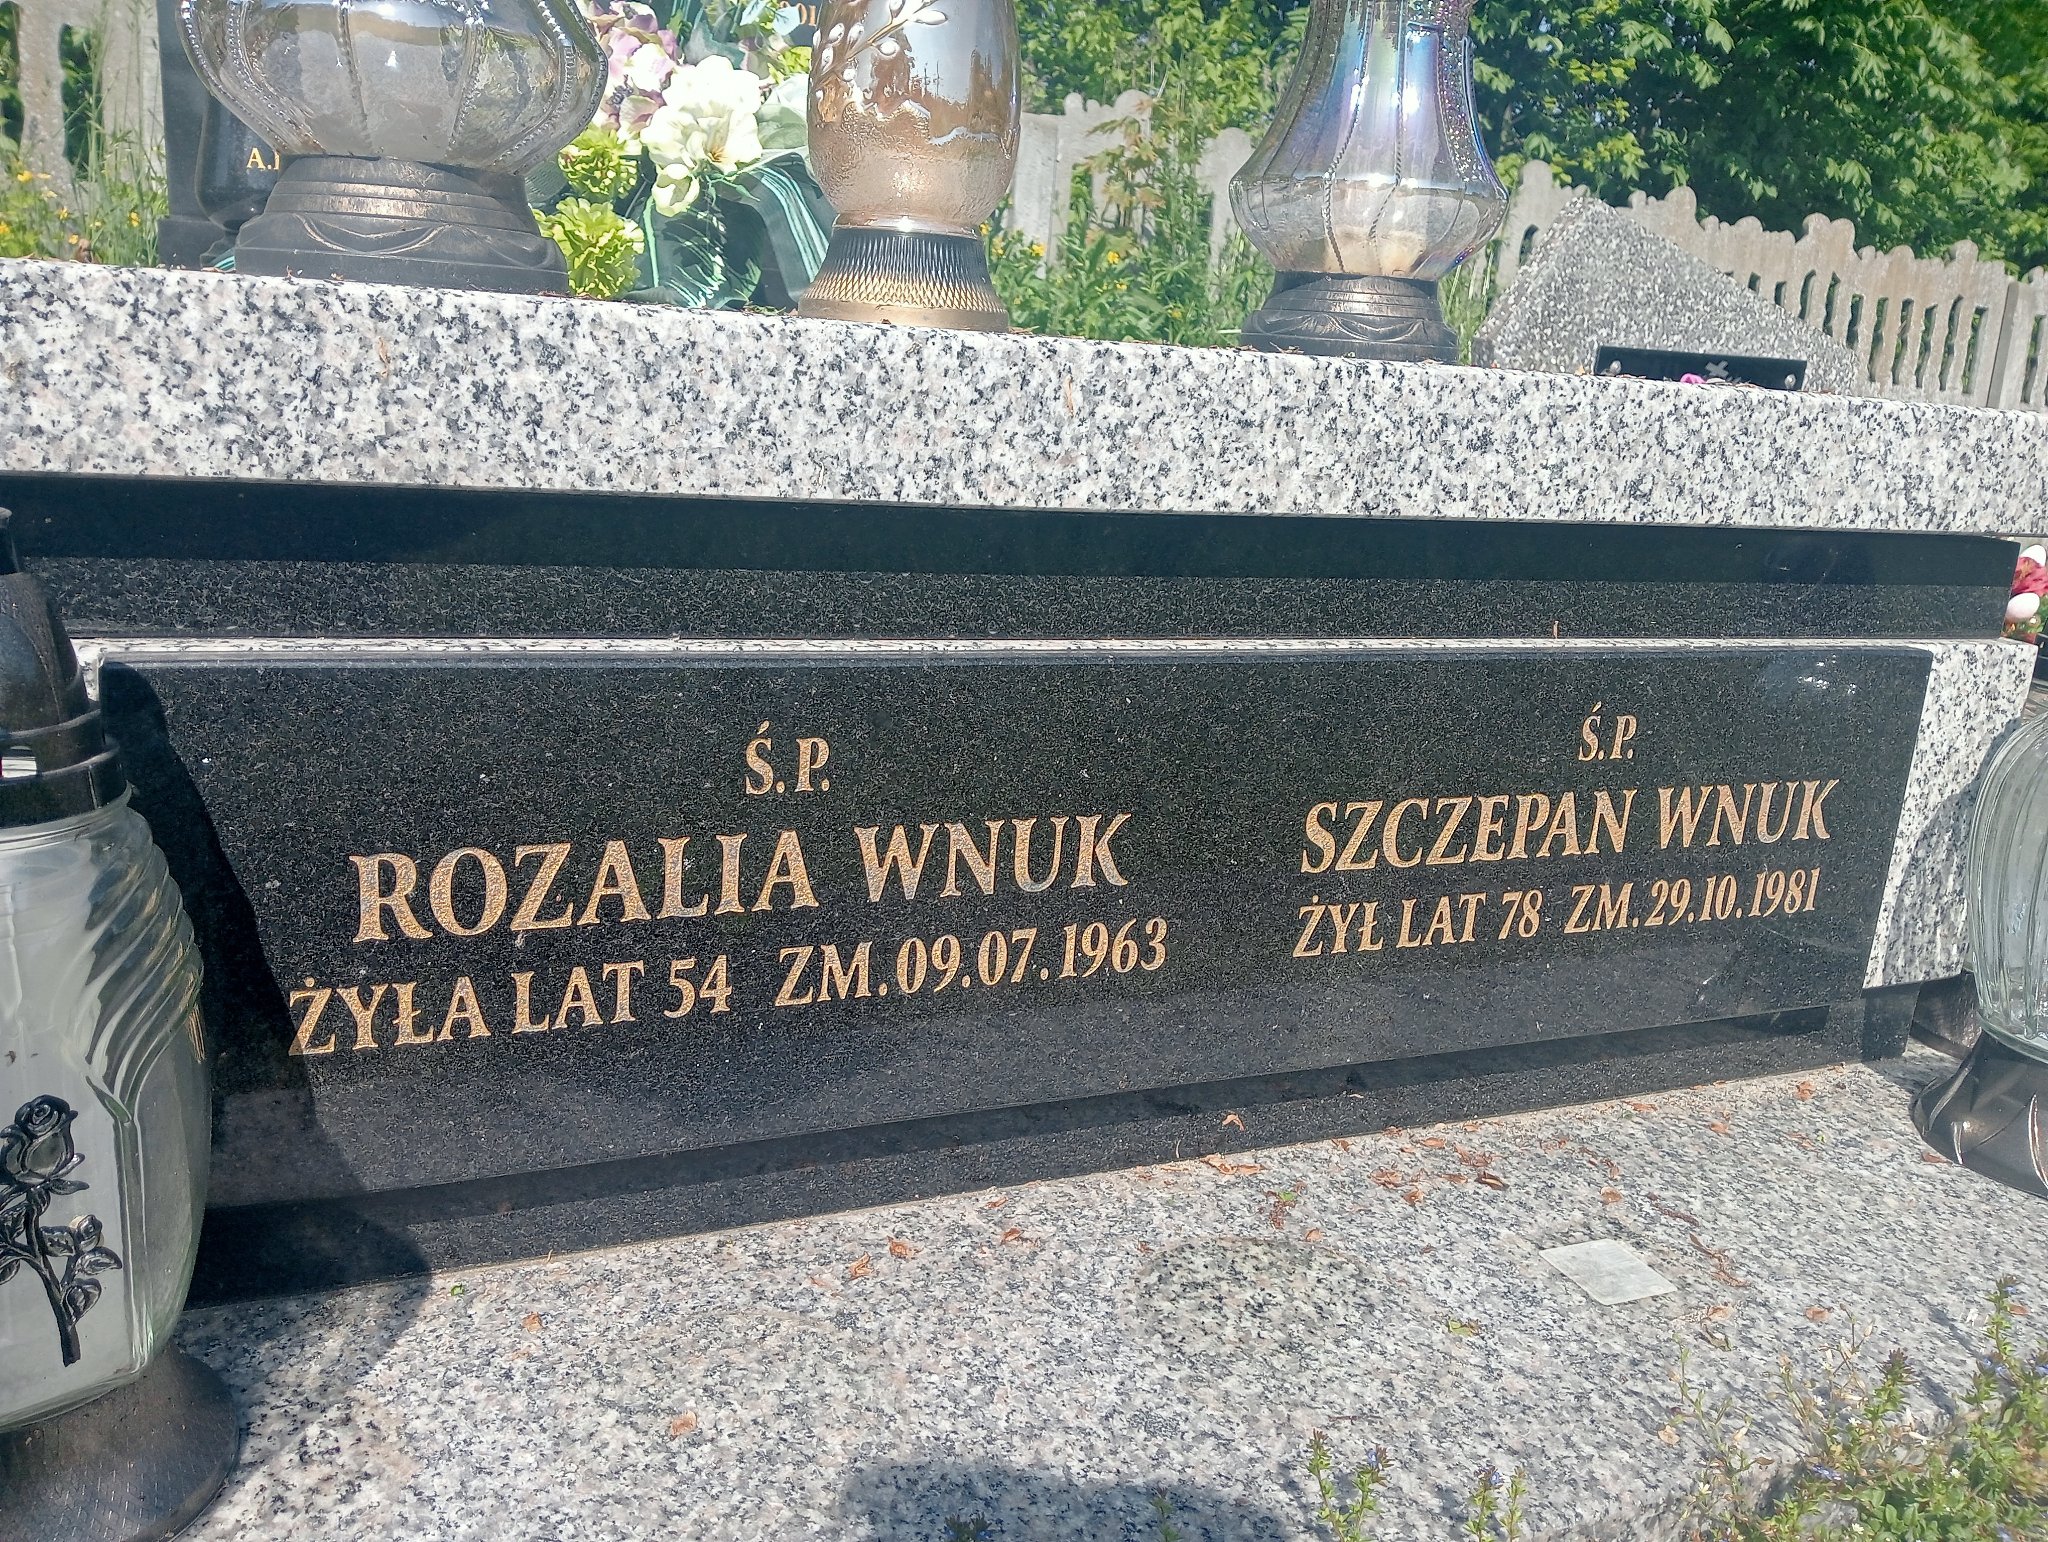 Ś.P.
ROZALIA WNUK
ŻYŁA LAT 54 ZM. 09.07.1963
Ś.P.
SZCZEPAN WNUK
ŻYŁ LAT 78 ZM. 29.10.1981